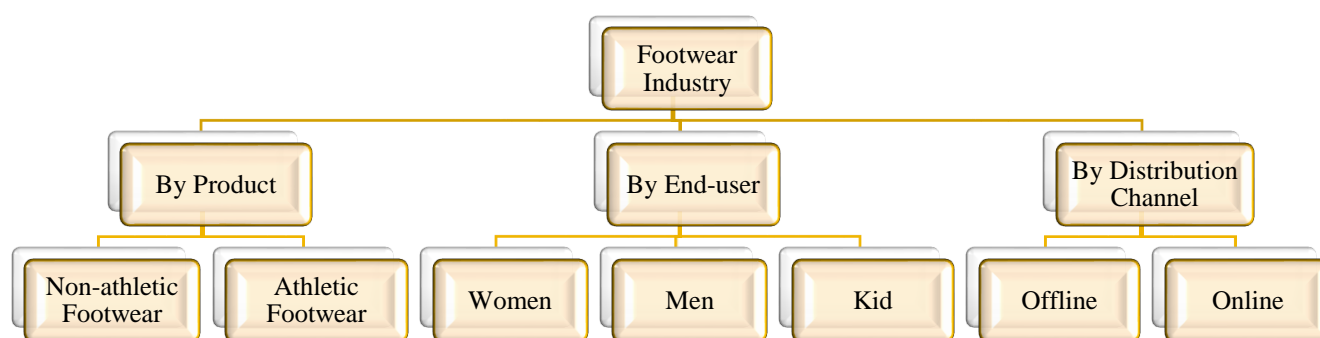 Footwear
Industry
By Product
By End-user
By Distribution
Channel
Non-athletic
Footwear
Athletic
Footwear
Women
Men
Kid
Offline
Online